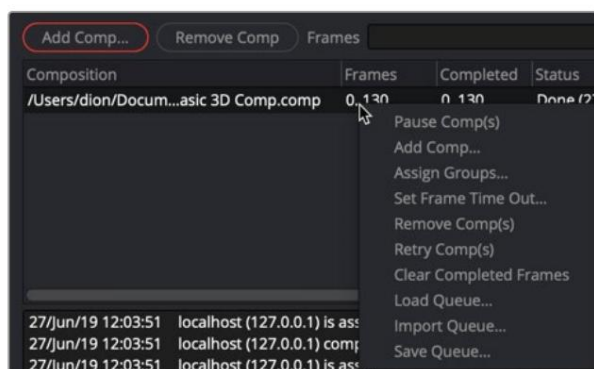 Add Comp... Remove Comp Frames
Composition Frames Completed Status
/Users/dion/Docum...asic 3D Comp.comp 0..130 0..130 Done (2
Pause Comp(s)
Add Comp...
Assign Groups...
Set Frame Time Out...
Remove Comp(s)
Retry Comp(s)
Clear Completed Frames
Load Queue...
Import Queue...
Save Queue...
27/Jun/19 12:03:51 localhost (127.0.0.1) is
27/Jun/19 12:03:51 localhost (127.0.0.1)
27/Jun/19 12:03:51 localhost (127.0.0.1) is